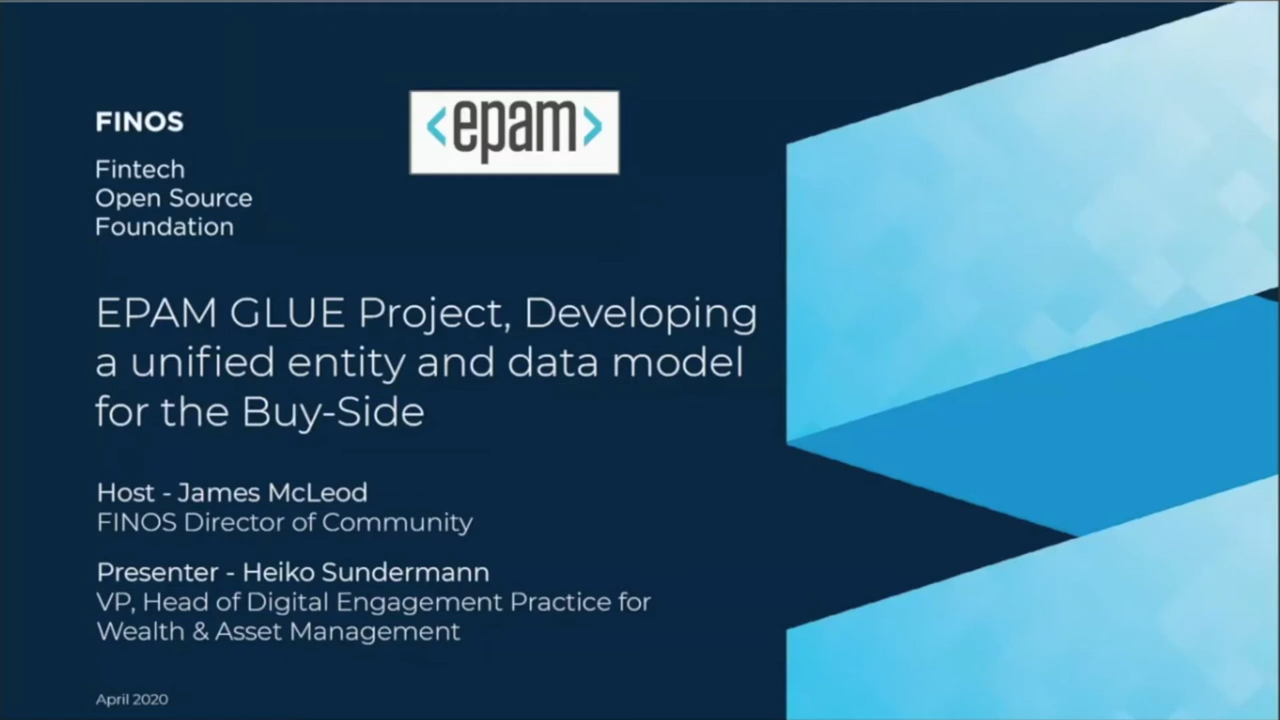 FINOS
<epam>
Fintech
Open Source
Foundation
EPAM GLUE Project, Developing
a unified entity and data model
for the Buy-Side
Host - James McLeod
FINOS Director of Community
Presenter - Heiko Sundermann
VP, Head of Digital Engagement Practice for
Wealth & Asset Management
April 2020